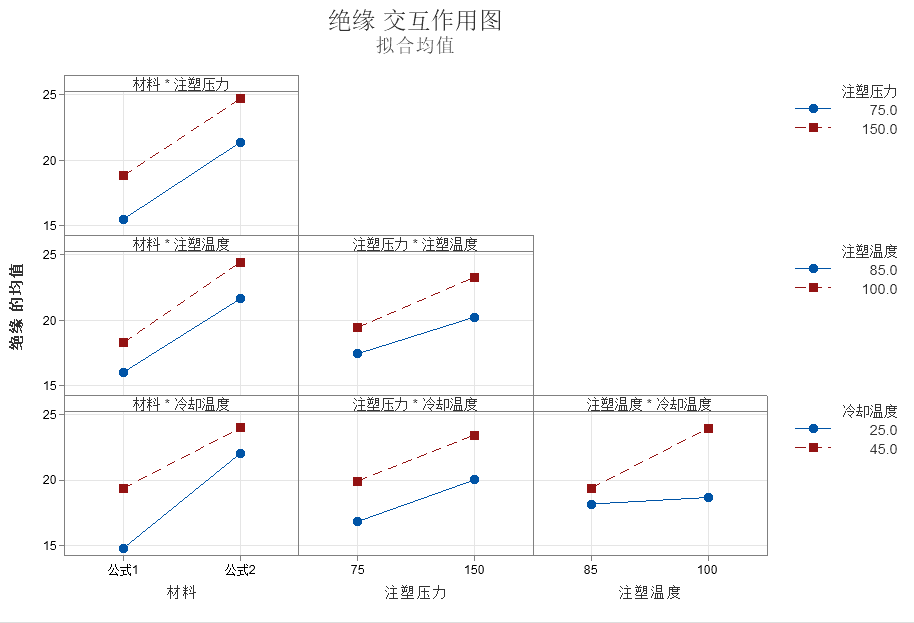 绝缘 交互作用图
拟合均值
材料 * 注塑压力
25
20
15
注塑压力
75.0
150.0
材料 * 注塑温度
注塑压力 * 注塑温度
25
20
15
注塑温度
85.0
100.0
绝缘 的均值
材料 * 冷却温度
注塑压力 * 冷却温度
注塑温度 * 冷却温度
25
20
15
冷却温度
25.0
45.0
公式1 公式2
75 150
85 100
材料
注塑压力
注塑温度